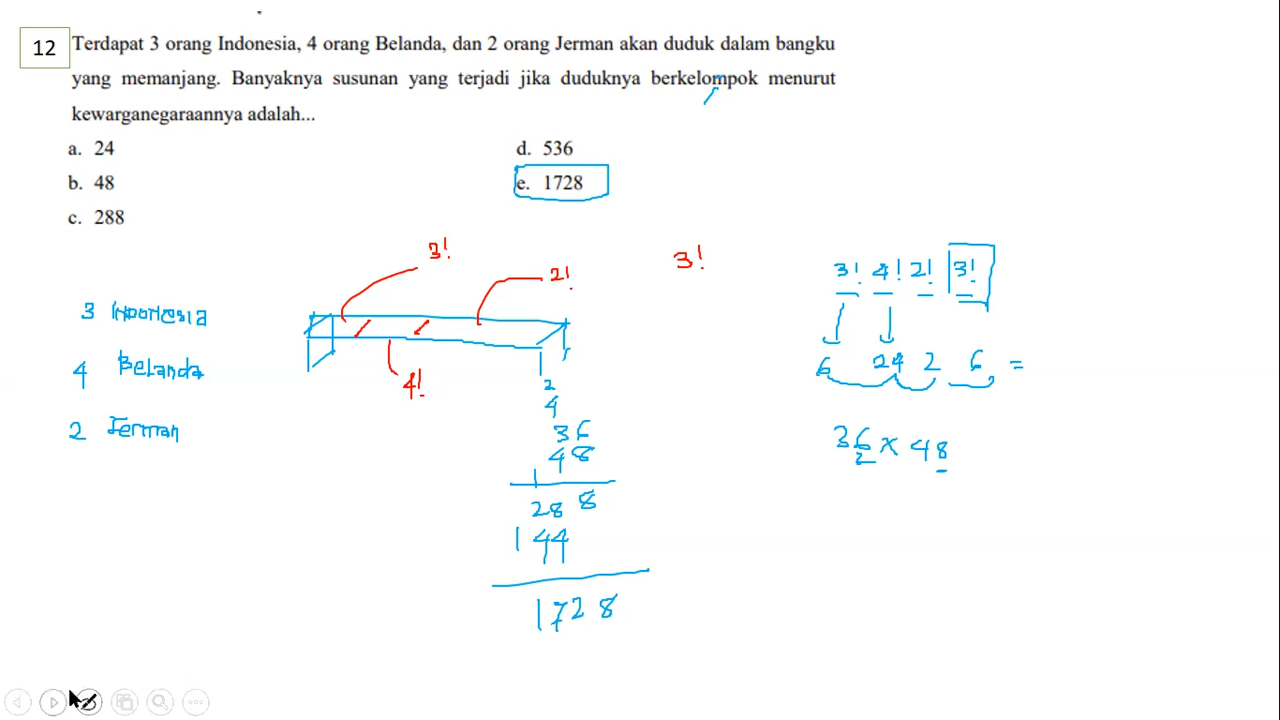 12
Terdapat 3 orang Indonesia, 4 orang Belanda, dan 2 orang Jerman akan duduk dalam bangku
yang memanjang. Banyaknya susunan yang terjadi jika duduknya berkelompok menurut
kewarganegaraannya adalah...
a. 24
b. 48
c. 288
d. 536
e. 1728
3 Indonesia
4 Belanda
2 Jerman
3!
2!
4!
3!
3! 4! 2! 3!
6 24 2 6 =
36 x 48
2
2
4
36
48
288
144
1728